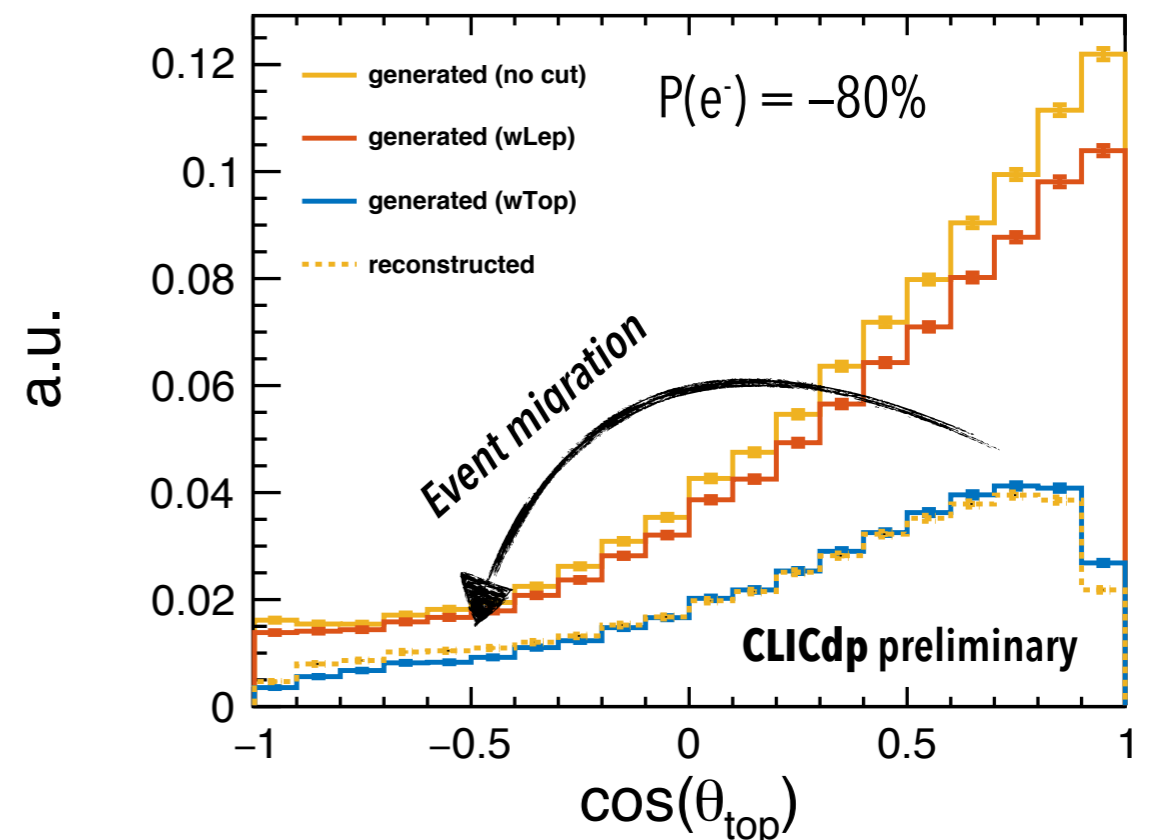 0.12
0.1
0.08
0.06
0.04
0.02
0
a.u.
generated (no cut)
generated (wLep)
generated (wTop)
reconstructed
P(e⁻) = −80%
Event migration
CLICdp preliminary
−1
−0.5
0
0.5
1
cos(θ_top)